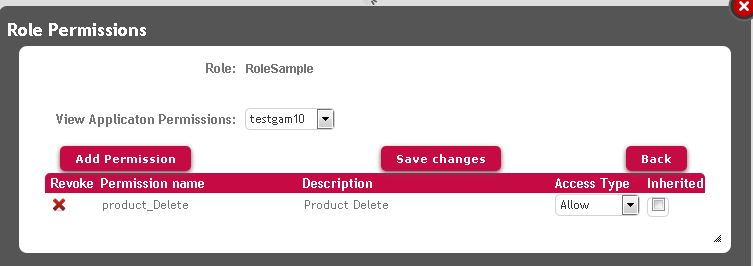 Role Permissions
Role: RoleSample
View Applicaton Permissions: testgam10
Add Permission Save changes Back
Revoke Permission name Description Access Type Inherited
product_Delete Product Delete Allow